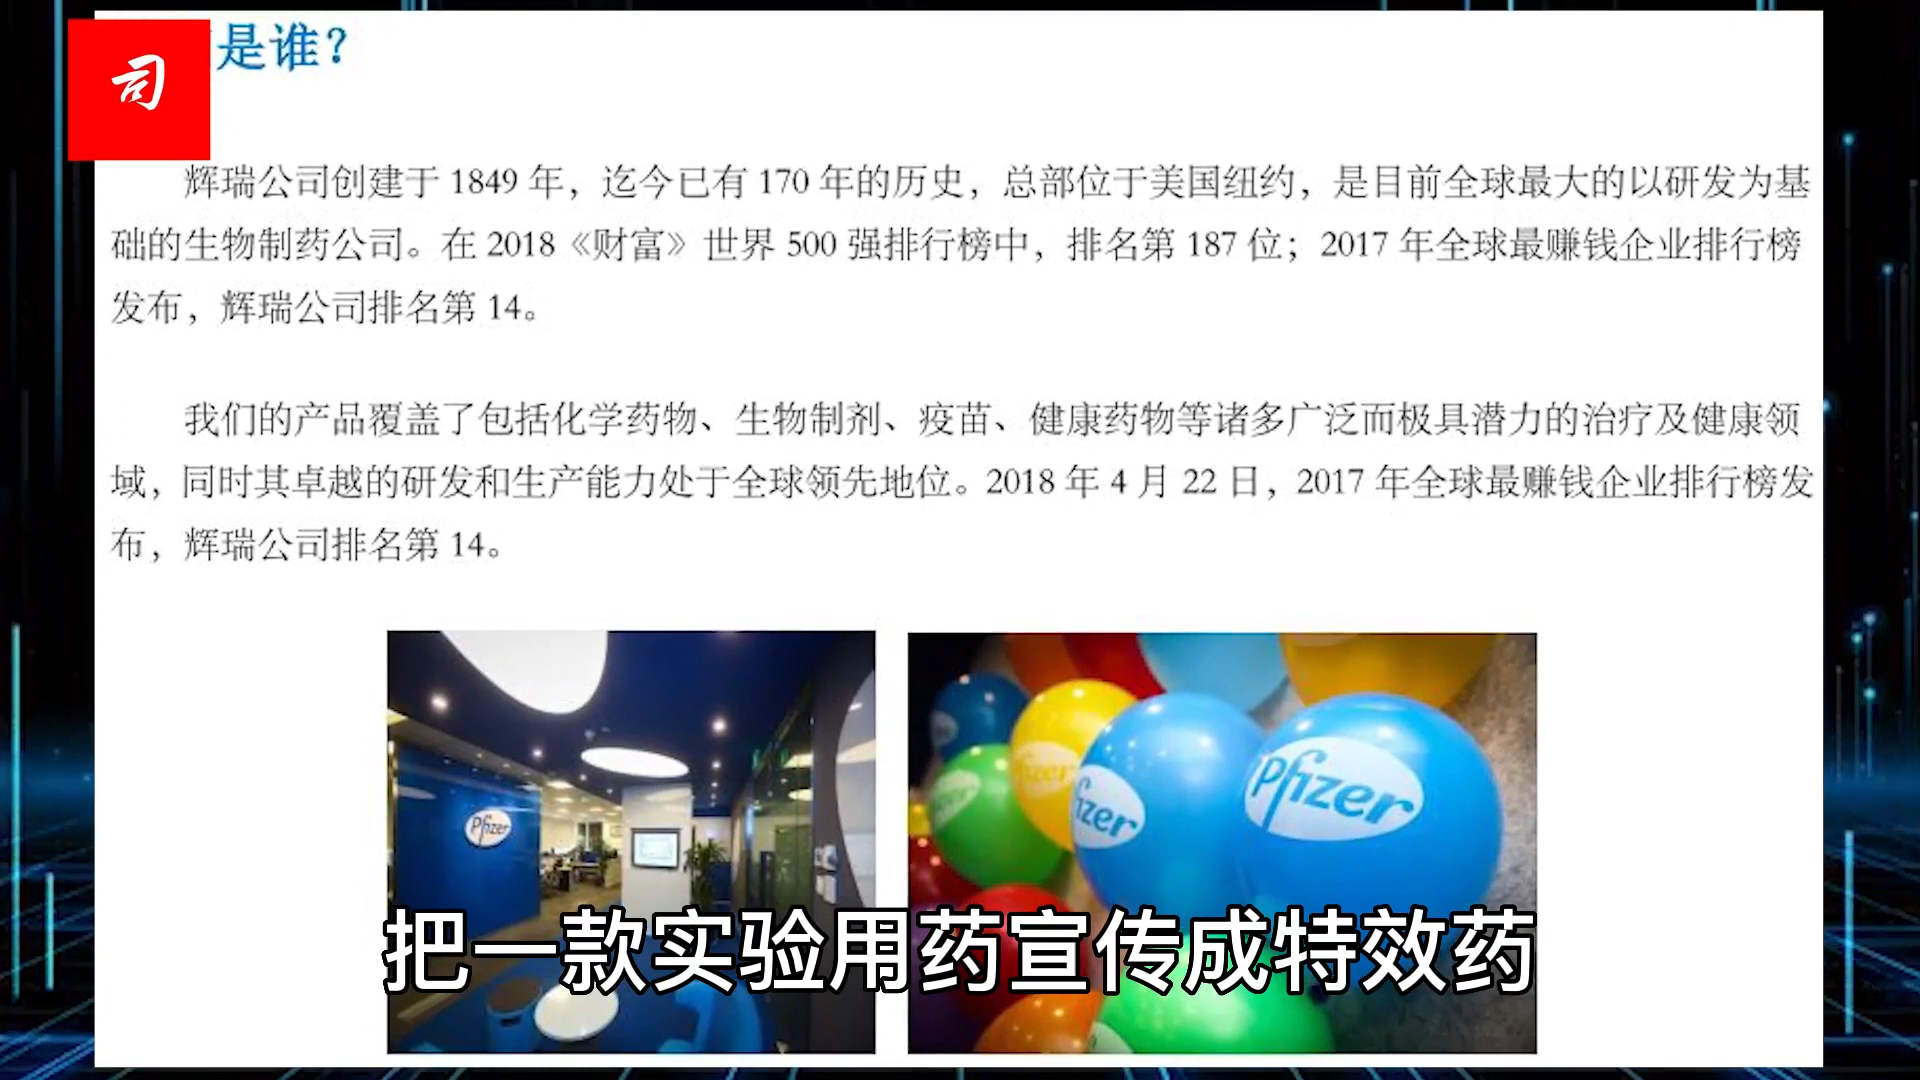 司
是谁？
辉瑞公司创建于 1849 年，迄今已有 170 年的历史，总部位于美国纽约，是目前全球最大的以研发为基
础的生物制药公司。在 2018《财富》世界 500 强排行榜中，排名第 187 位；2017 年全球最赚钱企业排行榜
发布，辉瑞公司排名第 14。
我们的产品覆盖了包括化学药物、生物制剂、疫苗、健康药物等诸多广泛而极具潜力的治疗及健康领
域，同时其卓越的研发和生产能力处于全球领先地位。2018 年 4 月 22 日，2017 年全球最赚钱企业排行榜发
布，辉瑞公司排名第 14。
Pfizer
Pfizer
fizer
fizer
把一款实验用药宣传成特效药